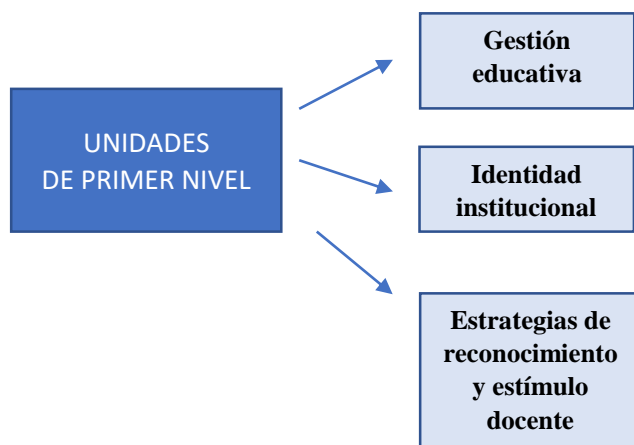 UNIDADES
DE PRIMER NIVEL
Gestión
educativa
Identidad
institucional
Estrategias de
reconocimiento
y estímulo
docente